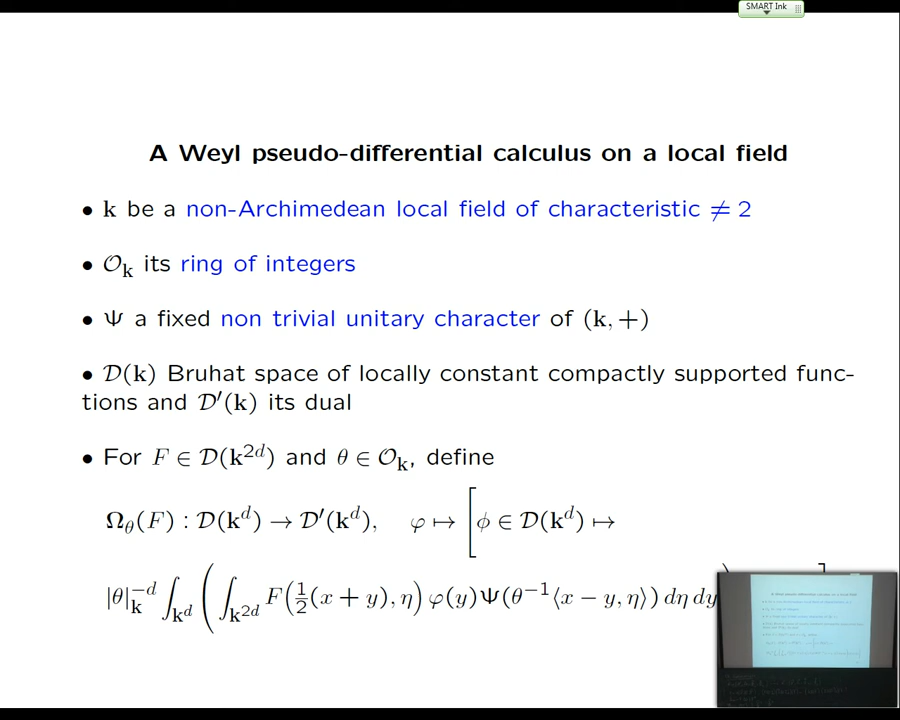 SMART Ink
A Weyl pseudo-differential calculus on a local field
• k be a non-Archimedean local field of characteristic ≠ 2
• 𝒪_k its ring of integers
• Ψ a fixed non trivial unitary character of (k, +)
• 𝒟(k) Bruhat space of locally constant compactly supported func-
tions and 𝒟′(k) its dual
• For F ∈ 𝒟(k^{2d}) and θ ∈ 𝒪_k, define
Ω_θ(F) : 𝒟(k^d) → 𝒟′(k^d), φ ↦ [ϕ ∈ 𝒟(k^d) ↦
|θ|_k^{−d} ∫_{k^d} ( ∫_{k^{2d}} F(½(x + y), η) φ(y)Ψ(θ^{−1}⟨x − y, η⟩) dη dy